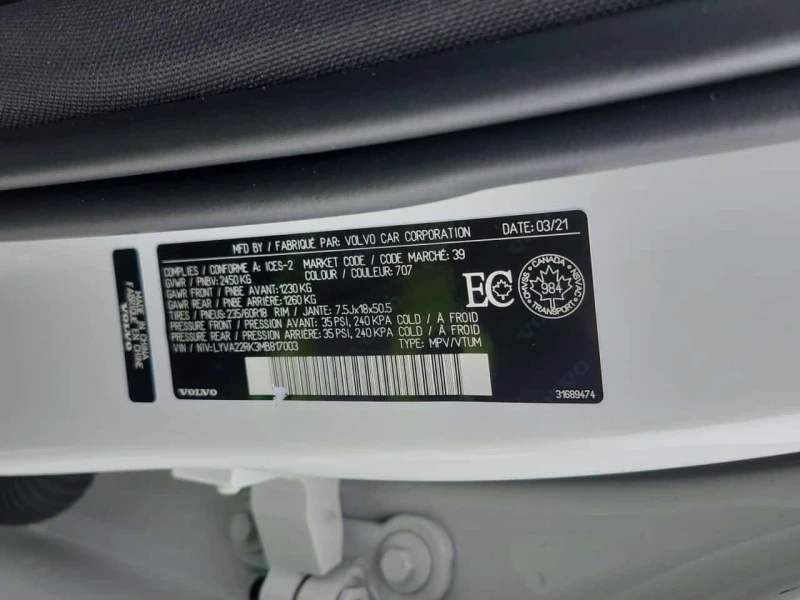 MFD BY / FABRIQUÉ PAR: VOLVO CAR CORPORATION DATE: 03/21
COMPLIES / CONFORME À: ICES-2 MARKET CODE / CODE MARCHÉ: 39
GVWR / PNBV: 2450 KG COLOUR / COULEUR: 707
GAWR FRONT / PNBE AVANT: 1230 KG
GAWR REAR / PNBE ARRIÈRE: 1260 KG
TIRES / PNEUS: 235/60R18 RIM / JANTE: 7.5Jx18x50.5
PRESSURE FRONT / PRESSION AVANT: 35 PSI, 240 KPA COLD / A FROID
PRESSURE REAR / PRESSION ARRIÈRE: 35 PSI, 240 KPA COLD / A FROID
VIN / NIV: LYVA22RK3MB817003 TYPE: MPV/VTUM
EC
CANADA
CMVSS
984
NSVAC
TRANSPORT
VOLVO
31689474
MADE IN CHINA
FABRIQUÉ EN CHINE
VOLVO